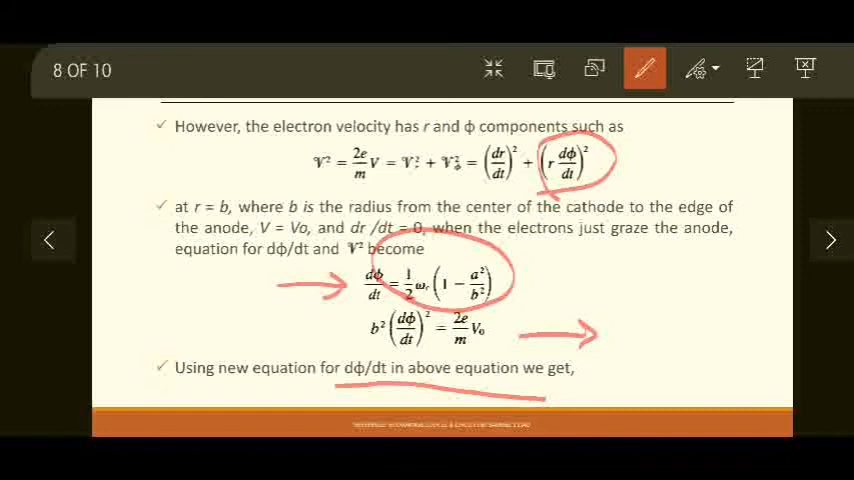 8 OF 10
✓ However, the electron velocity has r and ϕ components such as
𝒱² = 2e/m V = 𝒱r² + 𝒱ϕ² = (dr/dt)² + (r dϕ/dt)²
✓ at r = b, where b is the radius from the center of the cathode to the edge of
the anode, V = Vo, and dr /dt = 0, when the electrons just graze the anode,
equation for dϕ/dt and 𝒱² become
dϕ/dt = 1/2 ωr (1 − a²/b²)
b² (dϕ/dt)² = 2e/m V₀
✓ Using new equation for dϕ/dt in above equation we get,